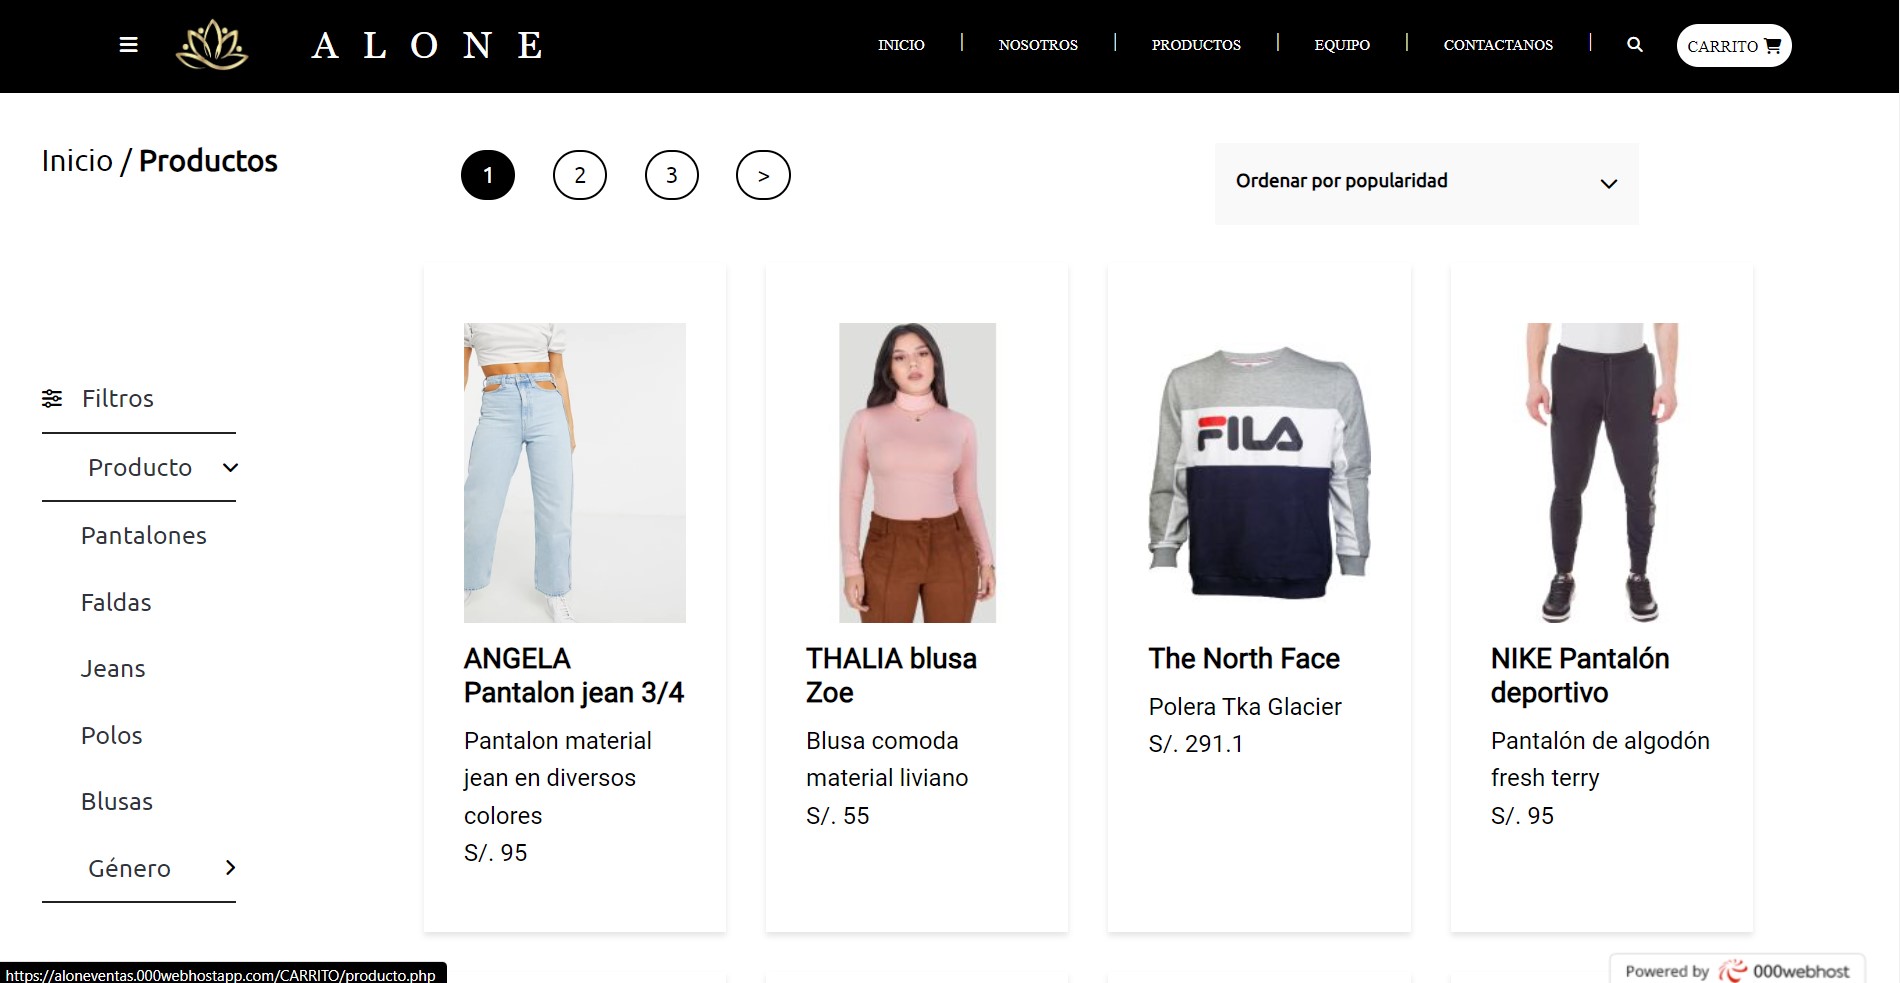 ALONE
INICIO | NOSOTROS | PRODUCTOS | EQUIPO | CONTACTANOS |
CARRITO
Inicio / Productos
1 2 3 >
Ordenar por popularidad
Filtros
Producto
Pantalones
Faldas
Jeans
Polos
Blusas
Género
ANGELA
Pantalon jean 3/4
Pantalon material
jean en diversos
colores
S/. 95
THALIA blusa
Zoe
Blusa comoda
material liviano
S/. 55
FILA
The North Face
Polera Tka Glacier
S/. 291.1
NIKE Pantalón
deportivo
Pantalón de algodón
fresh terry
S/. 95
https://aloneventas.000webhostapp.com/CARRITO/producto.php
Powered by 000webhost